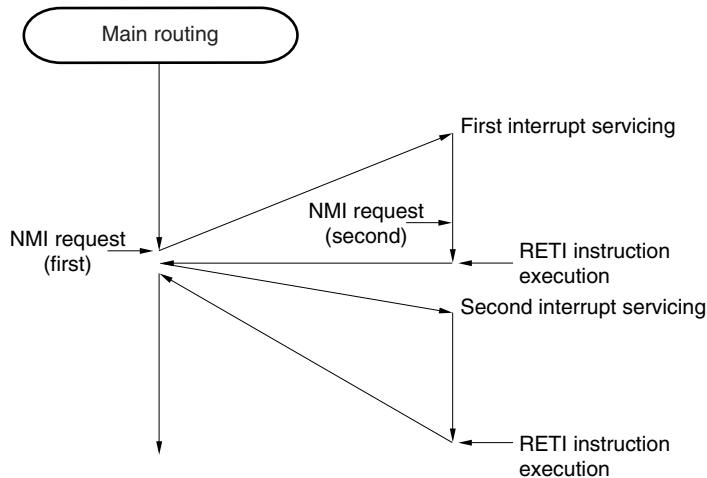 Main routing
First interrupt servicing
NMI request
(second)
NMI request
(first)
RETI instruction
execution
Second interrupt servicing
RETI instruction
execution